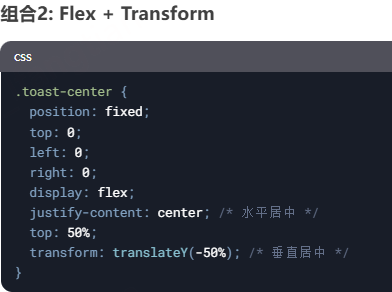 组合2: Flex + Transform
css
.toast-center {
  position: fixed;
  top: 0;
  left: 0;
  right: 0;
  display: flex;
  justify-content: center; /* 水平居中 */
  top: 50%;
  transform: translateY(-50%); /* 垂直居中 */
}